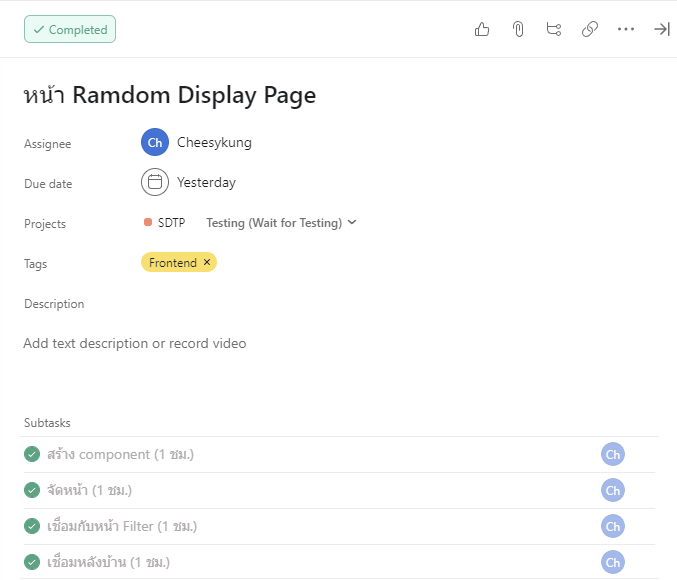 Completed
หน้า Ramdom Display Page
Assignee
Ch
Cheesykung
Due date
Yesterday
Projects
SDTP
Testing (Wait for Testing)
Tags
Frontend ×
Description
Add text description or record video
Subtasks
สร้าง component (1 ชม.)
Ch
จัดหน้า (1 ชม.)
Ch
เชื่อมกับหน้า Filter (1 ชม.)
Ch
เชื่อมหลังบ้าน (1 ชม.)
Ch